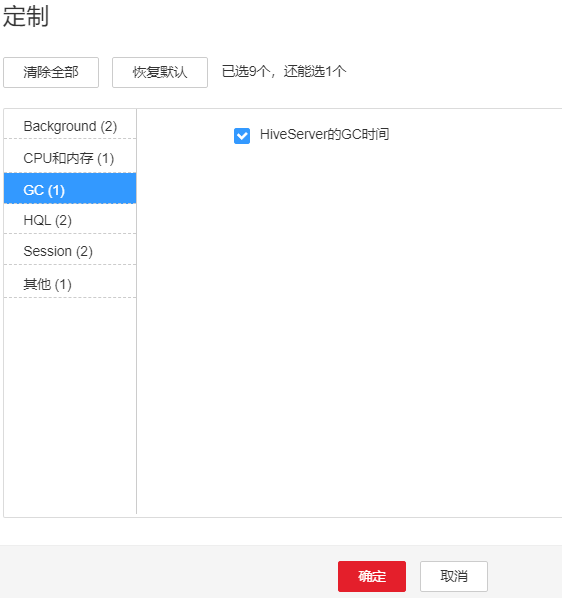 定制
清除全部 恢复默认 已选9个，还能选1个
Background (2)
CPU和内存 (1)
GC (1)
HQL (2)
Session (2)
其他 (1)
HiveServer的GC时间
确定 取消